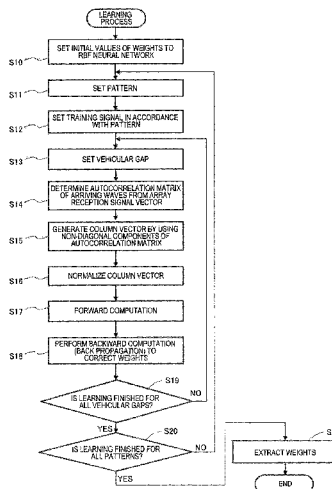 LEARNING
PROCESS
S10
SET INITIAL VALUES OF WEIGHTS TO
RBF NEURAL NETWORK
S11
SET PATTERN
S12
SET TRAINING SIGNAL IN ACCORDANCE
WITH PATTERN
S13
SET VEHICULAR GAP
S14
DETERMINE AUTOCORRELATION MATRIX
OF ARRIVING WAVES FROM ARRAY
RECEPTION SIGNAL VECTOR
S15
GENERATE COLUMN VECTOR BY USING
NON-DIAGONAL COMPONENTS OF
AUTOCORRELATION MATRIX
S16
NORMALIZE COLUMN VECTOR
S17
FORWARD COMPUTATION
S18
PERFORM BACKWARD COMPUTATION
(BACK PROPAGATION) TO
CORRECT WEIGHTS
S19
IS LEARNING FINISHED FOR
ALL VEHICULAR GAPS?
NO
YES
S20
IS LEARNING FINISHED FOR
ALL PATTERNS?
NO
YES
S
EXTRACT WEIGHTS
END